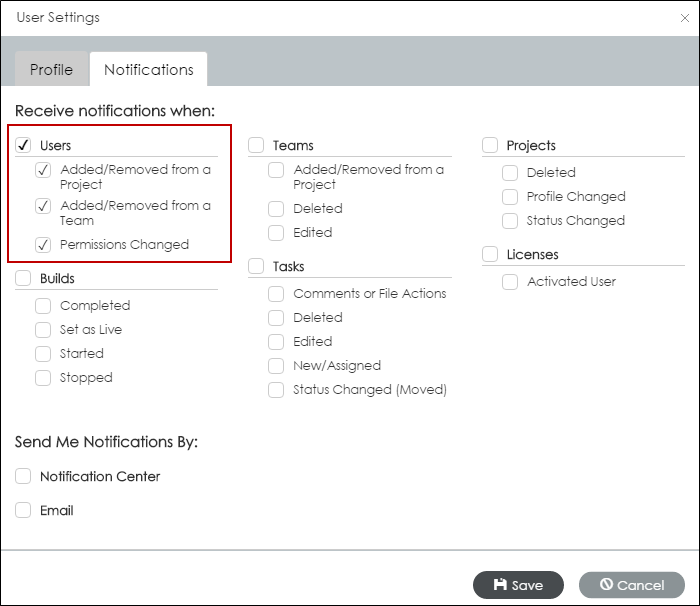 User Settings
Profile
Notifications
Receive notifications when:
Users
Added/Removed from a
Project
Added/Removed from a
Team
Permissions Changed
Builds
Completed
Set as Live
Started
Stopped
Teams
Added/Removed from a
Project
Deleted
Edited
Tasks
Comments or File Actions
Deleted
Edited
New/Assigned
Status Changed (Moved)
Projects
Deleted
Profile Changed
Status Changed
Licenses
Activated User
Send Me Notifications By:
Notification Center
Email
Save
Cancel